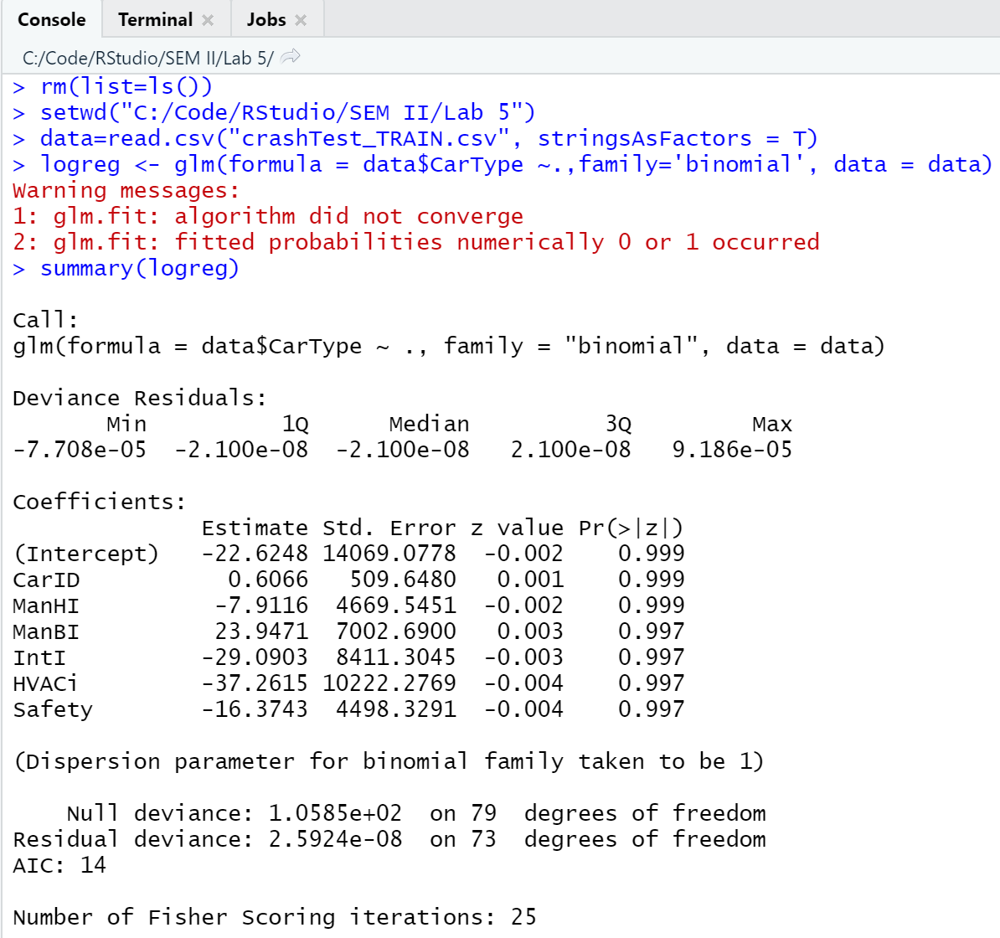 Console Terminal Jobs
C:/Code/RStudio/SEM II/Lab 5/
> rm(list=ls())
> setwd("C:/Code/RStudio/SEM II/Lab 5")
> data=read.csv("crashTest_TRAIN.csv", stringsAsFactors = T)
> logreg <- glm(formula = data$CarType ~.,family='binomial', data = data)
Warning messages:
1: glm.fit: algorithm did not converge
2: glm.fit: fitted probabilities numerically 0 or 1 occurred
> summary(logreg)
Call:
glm(formula = data$CarType ~ ., family = "binomial", data = data)
Deviance Residuals:
Min 1Q Median 3Q Max
-7.708e-05 -2.100e-08 -2.100e-08 2.100e-08 9.186e-05
Coefficients:
Estimate Std. Error z value Pr(>|z|)
(Intercept) -22.6248 14069.0778 -0.002 0.999
CarID 0.6066 509.6480 0.001 0.999
ManHI -7.9116 4669.5451 -0.002 0.999
ManBI 23.9471 7002.6900 0.003 0.997
IntI -29.0903 8411.3045 -0.003 0.997
HVACi -37.2615 10222.2769 -0.004 0.997
Safety -16.3743 4498.3291 -0.004 0.997
(Dispersion parameter for binomial family taken to be 1)
Null deviance: 1.0585e+02 on 79 degrees of freedom
Residual deviance: 2.5924e-08 on 73 degrees of freedom
AIC: 14
Number of Fisher Scoring iterations: 25